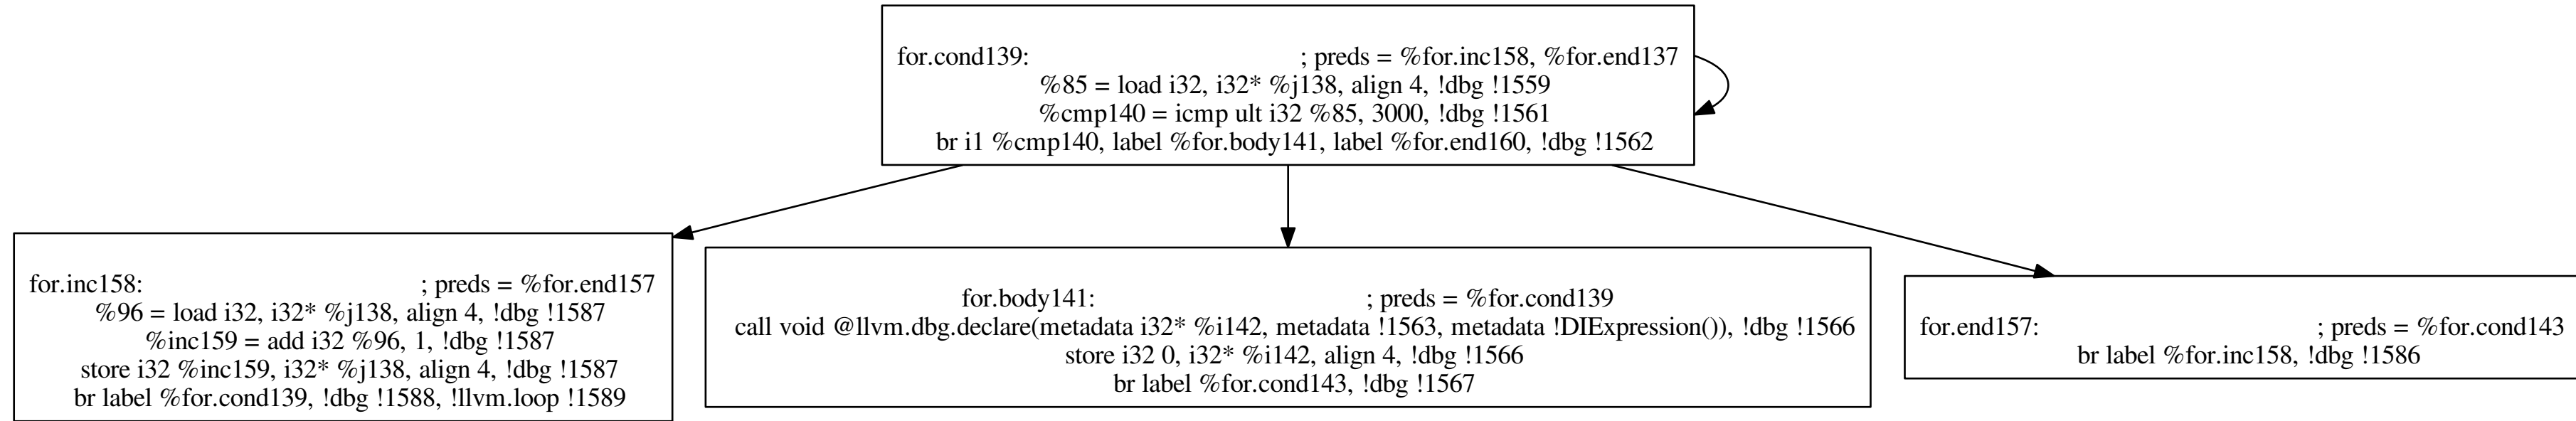 for.cond139: ; preds = %for.inc158, %for.end137
%85 = load i32, i32* %j138, align 4, !dbg !1559
%cmp140 = icmp ult i32 %85, 3000, !dbg !1561
br i1 %cmp140, label %for.body141, label %for.end160, !dbg !1562
for.inc158: ; preds = %for.end157
%96 = load i32, i32* %j138, align 4, !dbg !1587
%inc159 = add i32 %96, 1, !dbg !1587
store i32 %inc159, i32* %j138, align 4, !dbg !1587
br label %for.cond139, !dbg !1588, !llvm.loop !1589
for.body141: ; preds = %for.cond139
call void @llvm.dbg.declare(metadata i32* %i142, metadata !1563, metadata !DIExpression()), !dbg !1566
store i32 0, i32* %i142, align 4, !dbg !1566
br label %for.cond143, !dbg !1567
for.end157: ; preds = %for.cond143
br label %for.inc158, !dbg !1586